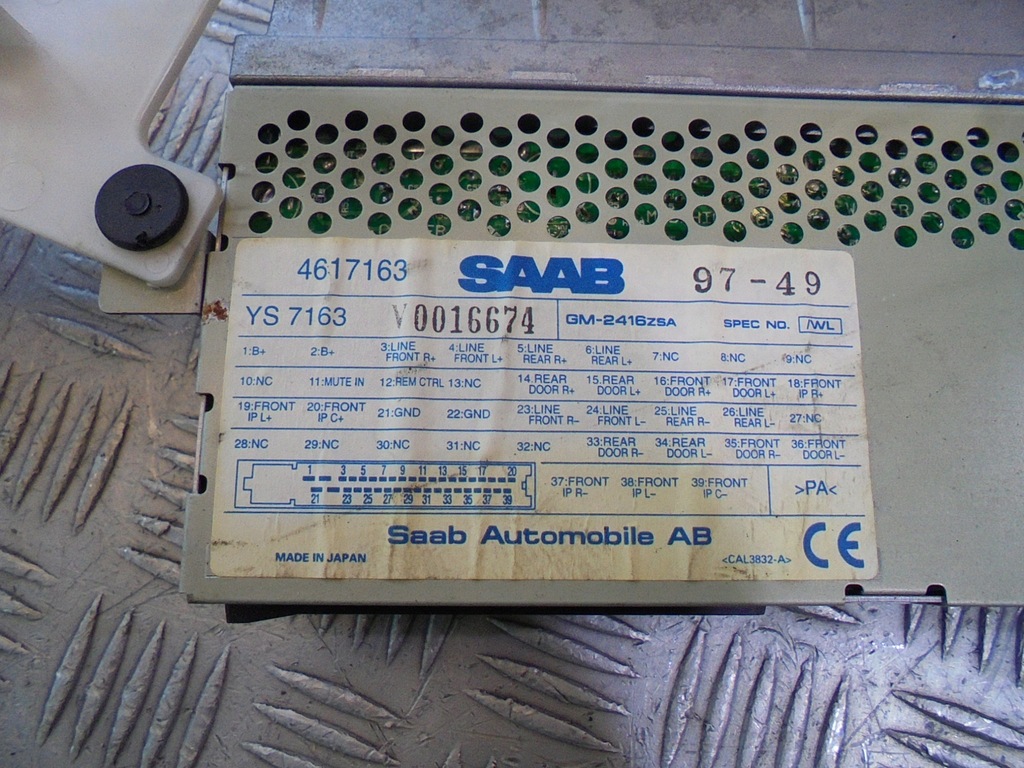 4617163 SAAB 97-49
YS 7163 V0016674 GM-2416ZSA SPEC NO. /WL
1:B+ 2:B+ 3:LINE FRONT R+ 4:LINE FRONT L+ 5:LINE REAR R+ 6:LINE REAR L+ 7:NC 8:NC 9:NC
10:NC 11:MUTE IN 12:REM CTRL 13:NC 14:REAR DOOR R+ 15:REAR DOOR L+ 16:FRONT DOOR R+ 17:FRONT DOOR L+ 18:FRONT IP R+
19:FRONT IP L+ 20:FRONT IP C+ 21:GND 22:GND 23:LINE FRONT R- 24:LINE FRONT L- 25:LINE REAR R- 26:LINE REAR L- 27:NC
28:NC 29:NC 30:NC 31:NC 32:NC 33:REAR DOOR R- 34:REAR DOOR L- 35:FRONT DOOR R- 36:FRONT DOOR L-
1 3 5 7 9 11 13 15 17 20
21 23 25 27 29 31 33 35 37 39
37:FRONT IP R- 38:FRONT IP L- 39:FRONT IP C- >PA<
Saab Automobile AB
MADE IN JAPAN <CAL3832-A> CE